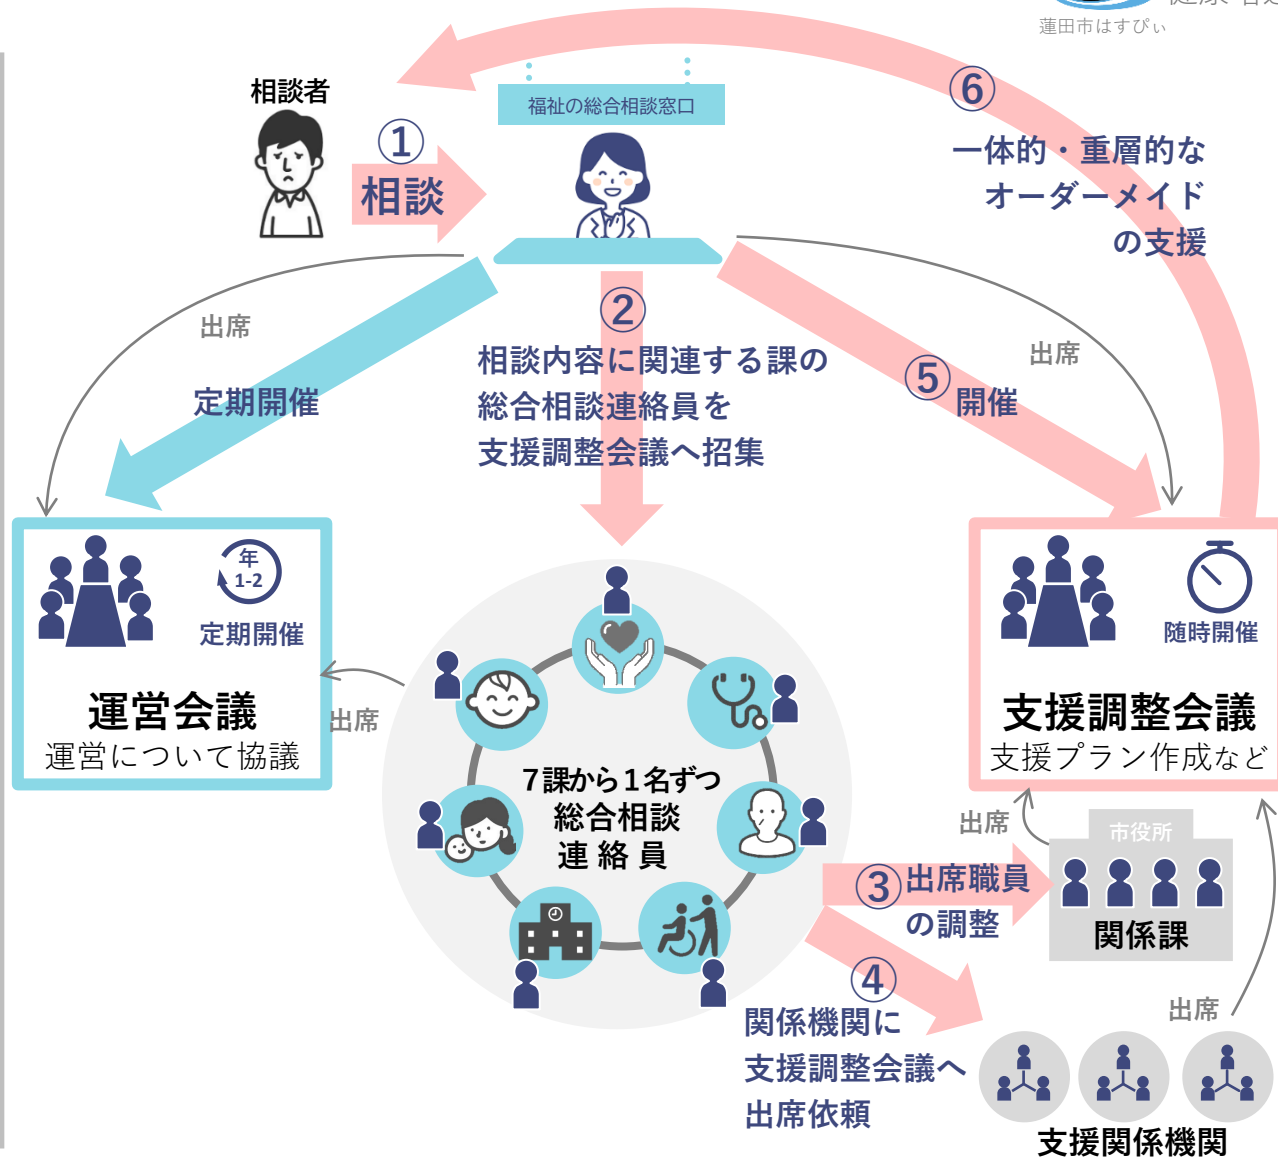 蓮田市はすぴぃ
相談者
福祉の総合相談窓口
①
相談
⑥
一体的・重層的な
オーダーメイド
の支援
出席
定期開催
②
相談内容に関連する課の
総合相談連絡員を
支援調整会議へ招集
出席
⑤
開催
年
1-2
定期開催
運営会議
運営について協議
出席
随時開催
支援調整会議
支援プラン作成など
7課から1名ずつ
総合相談
連絡員
出席
市役所
関係課
③
出席職員
の調整
④
関係機関に
支援調整会議へ
出席依頼
出席
支援関係機関